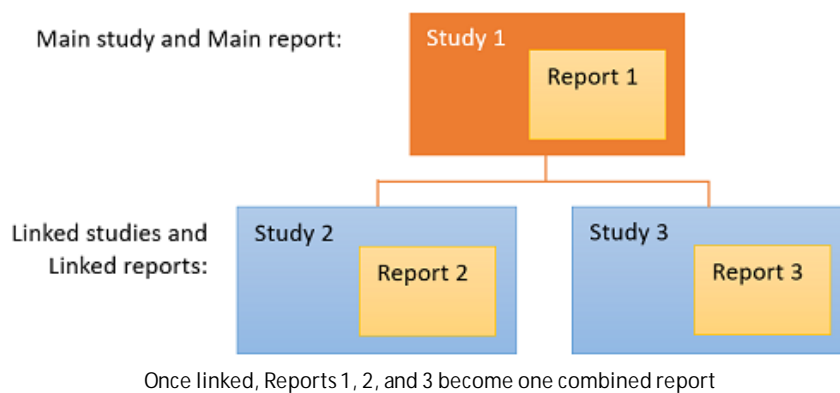 Main study and Main report:
Study 1
Report 1
Linked studies and
Linked reports:
Study 2
Report 2
Study 3
Report 3
Once linked, Reports 1, 2, and 3 become one combined report